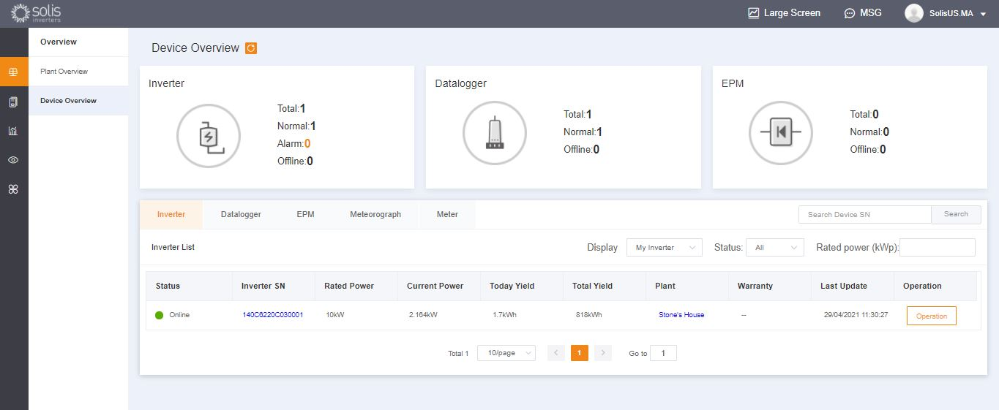 solis
inverters
Large Screen
MSG
SolisUS.MA
Overview
Plant Overview
Device Overview
Device Overview
Inverter
Total:1
Normal:1
Alarm:0
Offline:0
Datalogger
Total:1
Normal:1
Offline:0
EPM
Total:0
Normal:0
Offline:0
Inverter Datalogger EPM Meteorograph Meter Search Device SN Search
Inverter List Display My Inverter Status: All Rated power (kWp):
Status Inverter SN Rated Power Current Power Today Yield Total Yield Plant Warranty Last Update Operation
Online 140C6220C030001 10kW 2.164kW 1.7kWh 818kWh Stone's House -- 29/04/2021 11:30:27 Operation
Total 1 10/page < 1 > Go to 1